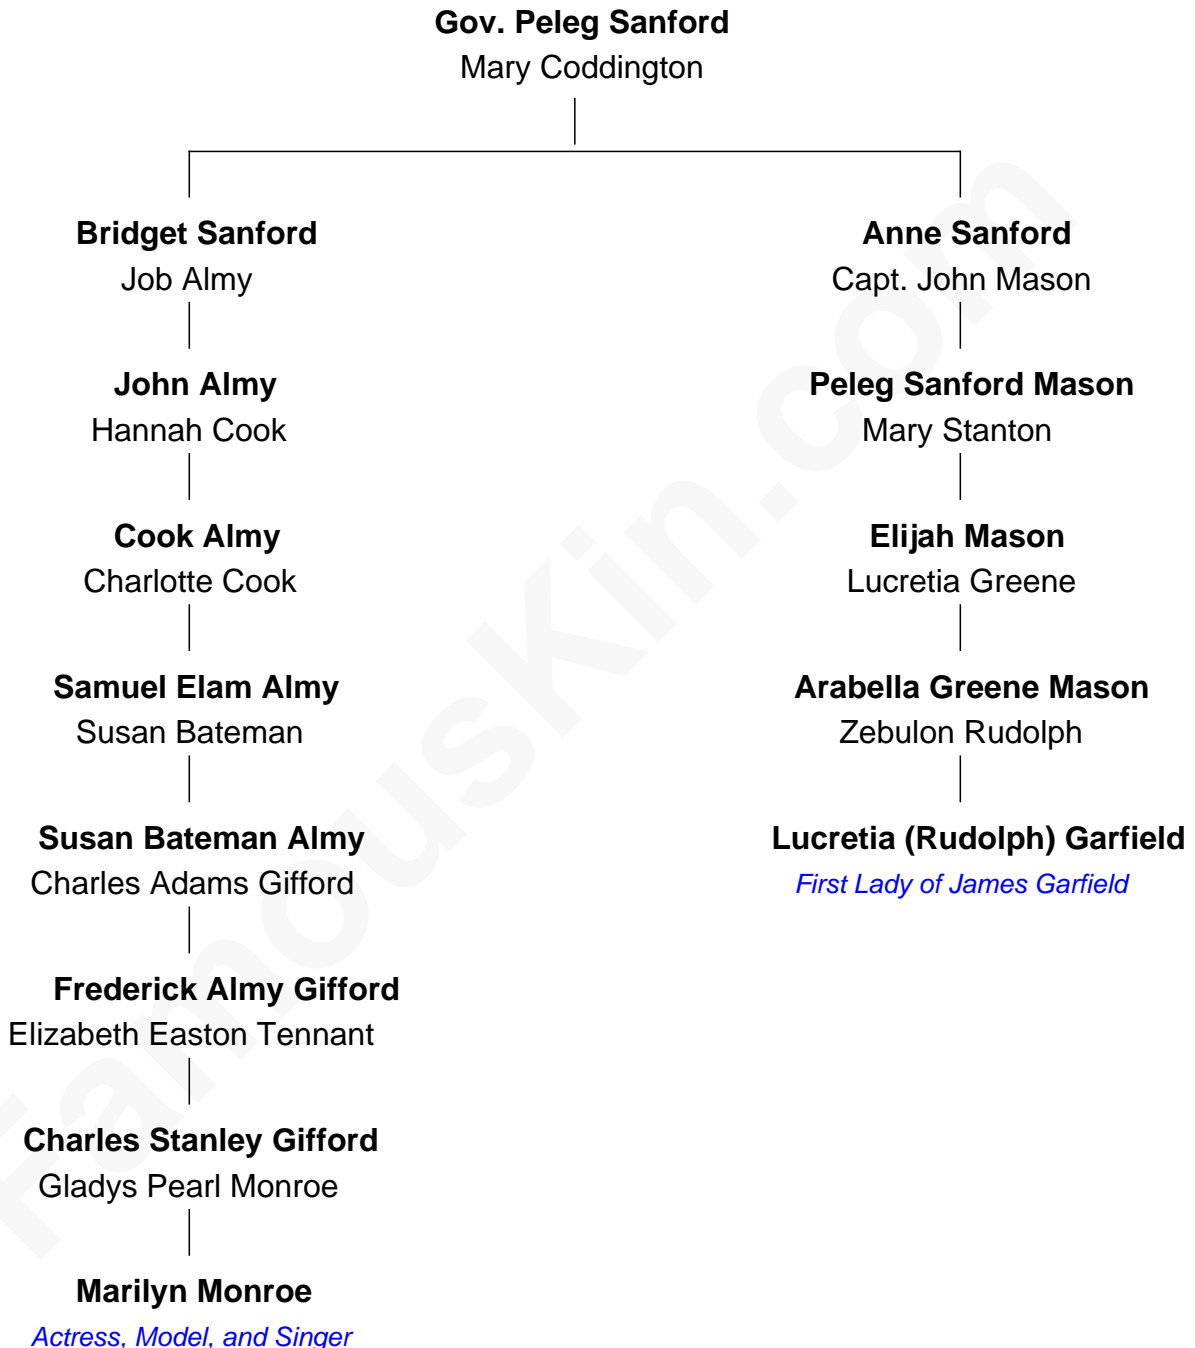 Gov. Peleg Sanford
Mary Coddington
Bridget Sanford
Job Almy
John Almy
Hannah Cook
Cook Almy
Charlotte Cook
Samuel Elam Almy
Susan Bateman
Susan Bateman Almy
Charles Adams Gifford
Frederick Almy Gifford
Elizabeth Easton Tennant
Charles Stanley Gifford
Gladys Pearl Monroe
Marilyn Monroe
Actress, Model, and Singer
Anne Sanford
Capt. John Mason
Peleg Sanford Mason
Mary Stanton
Elijah Mason
Lucretia Greene
Arabella Greene Mason
Zebulon Rudolph
Lucretia (Rudolph) Garfield
First Lady of James Garfield
FamousKin.com